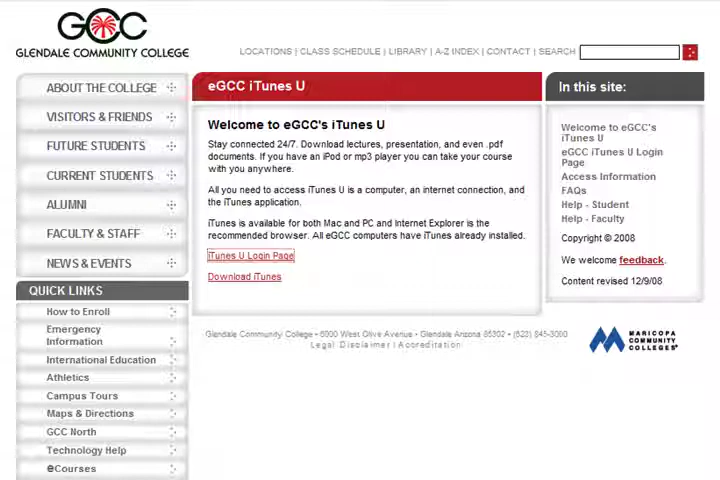 GCC
GLENDALE COMMUNITY COLLEGE
LOCATIONS | CLASS SCHEDULE | LIBRARY | A-Z INDEX | CONTACT | SEARCH
ABOUT THE COLLEGE
VISITORS & FRIENDS
FUTURE STUDENTS
CURRENT STUDENTS
ALUMNI
FACULTY & STAFF
NEWS & EVENTS
QUICK LINKS
How to Enroll
Emergency
Information
International Education
Athletics
Campus Tours
Maps & Directions
GCC North
Technology Help
eCourses
eGCC iTunes U
Welcome to eGCC's iTunes U
Stay connected 24/7. Download lectures, presentation, and even .pdf
documents. If you have an iPod or mp3 player you can take your course
with you anywhere.
All you need to access iTunes U is a computer, an internet connection, and
the iTunes application.
iTunes is available for both Mac and PC and Internet Explorer is the
recommended browser. All eGCC computers have iTunes already installed.
iTunes U Login Page
Download iTunes
In this site:
Welcome to eGCC's
iTunes U
eGCC iTunes U Login
Page
Access Information
FAQs
Help - Student
Help - Faculty
Copyright © 2008
We welcome feedback.
Content revised 12/9/08
Glendale Community College • 6000 West Olive Avenue • Glendale Arizona 85302 • (623) 845-3000
Legal Disclaimer | Accreditation
MARICOPA
COMMUNITY
COLLEGES®